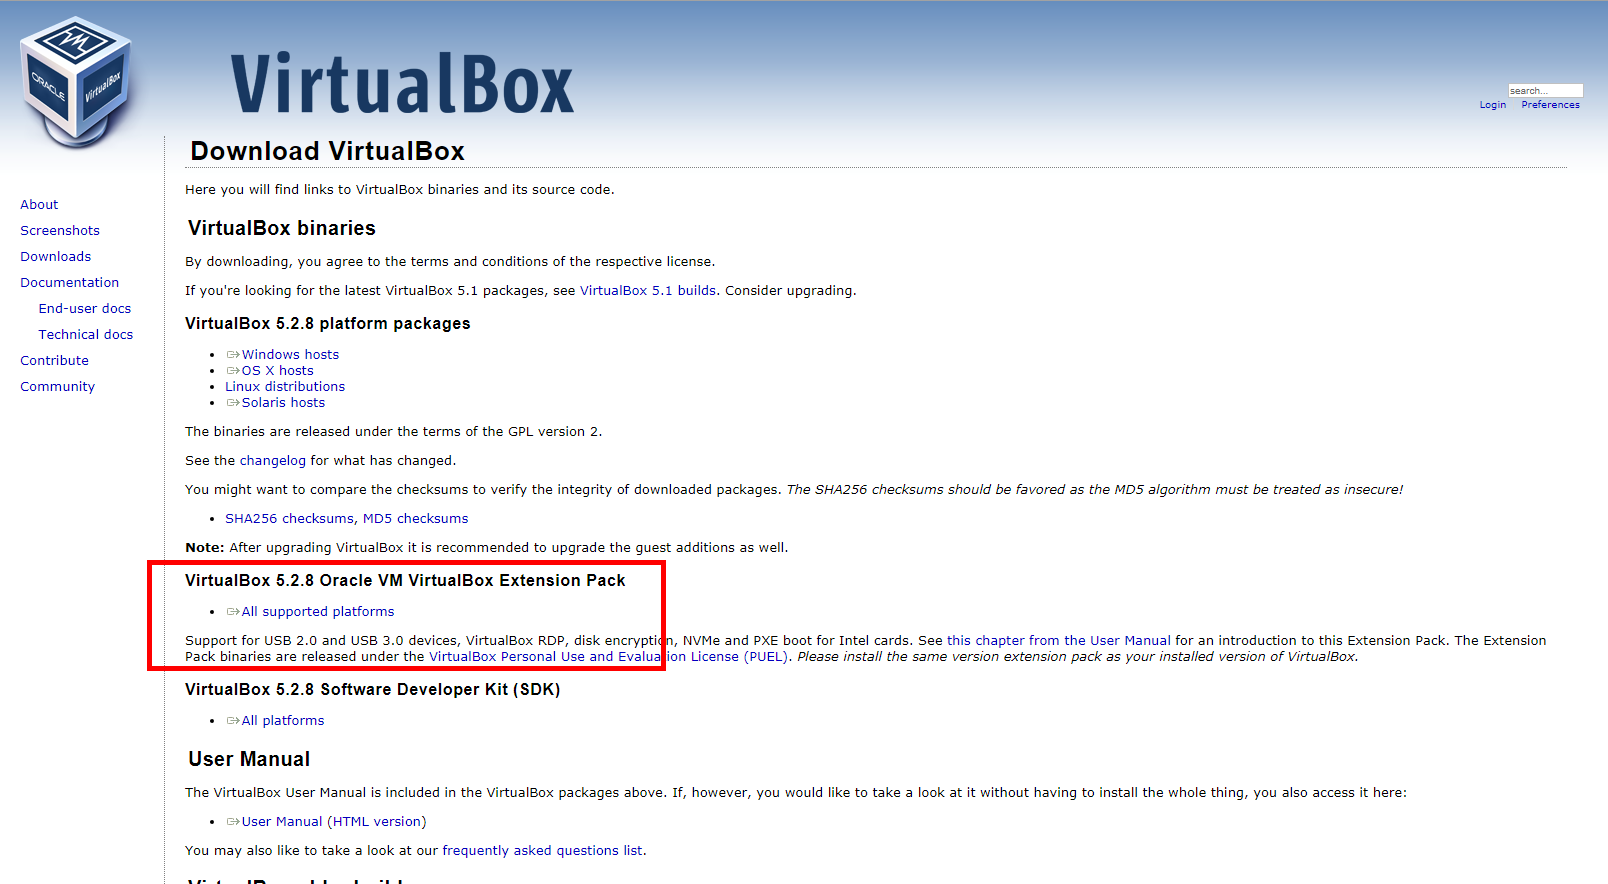 ORACLE
VirtualBox
VirtualBox
search...
Login Preferences
About
Screenshots
Downloads
Documentation
End-user docs
Technical docs
Contribute
Community
Download VirtualBox
Here you will find links to VirtualBox binaries and its source code.
VirtualBox binaries
By downloading, you agree to the terms and conditions of the respective license.
If you're looking for the latest VirtualBox 5.1 packages, see VirtualBox 5.1 builds. Consider upgrading.
VirtualBox 5.2.8 platform packages
Windows hosts
OS X hosts
Linux distributions
Solaris hosts
The binaries are released under the terms of the GPL version 2.
See the changelog for what has changed.
You might want to compare the checksums to verify the integrity of downloaded packages. The SHA256 checksums should be favored as the MD5 algorithm must be treated as insecure!
SHA256 checksums, MD5 checksums
Note: After upgrading VirtualBox it is recommended to upgrade the guest additions as well.
VirtualBox 5.2.8 Oracle VM VirtualBox Extension Pack
All supported platforms
Support for USB 2.0 and USB 3.0 devices, VirtualBox RDP, disk encryption, NVMe and PXE boot for Intel cards. See this chapter from the User Manual for an introduction to this Extension Pack. The Extension
Pack binaries are released under the VirtualBox Personal Use and Evaluation License (PUEL). Please install the same version extension pack as your installed version of VirtualBox.
VirtualBox 5.2.8 Software Developer Kit (SDK)
All platforms
User Manual
The VirtualBox User Manual is included in the VirtualBox packages above. If, however, you would like to take a look at it without having to install the whole thing, you also access it here:
User Manual (HTML version)
You may also like to take a look at our frequently asked questions list.